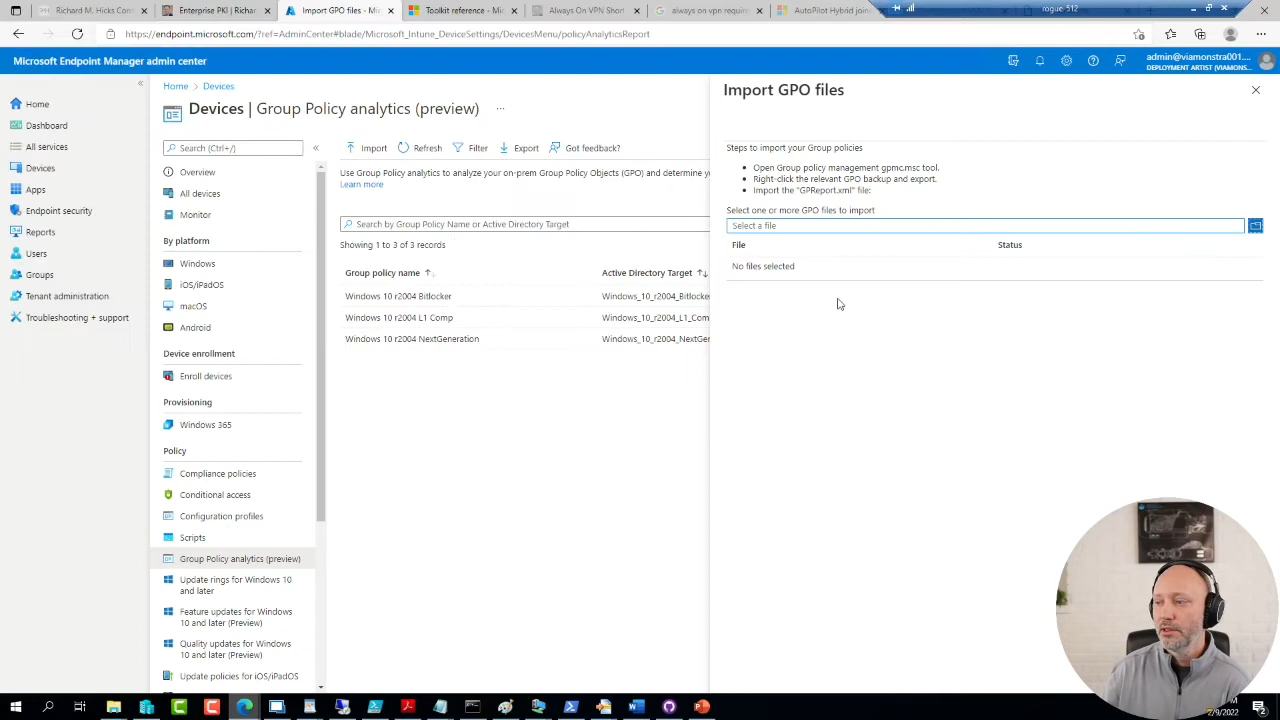 Richard M. Hicks Cons
Enterprise PKI | Richar
Import GPO files - Mic
Toolkit reference - Mic
Always On VPN Short
always on vpn require
AutoPilot Hybrid joine
rogue-512
https://endpoint.microsoft.com/?ref=AdminCenter#blade/Microsoft_Intune_DeviceSettings/DevicesMenu/policyAnalyticsReport
Microsoft Endpoint Manager admin center
admin@viamonstra001....
DEPLOYMENT ARTIST (VIAMONS...
Home
Dashboard
All services
Devices
Apps
Endpoint security
Reports
Users
Groups
Tenant administration
Troubleshooting + support
Home > Devices
Devices | Group Policy analytics (preview) ...
Search (Ctrl+/)
Overview
All devices
Monitor
By platform
Windows
iOS/iPadOS
macOS
Android
Device enrollment
Enroll devices
Provisioning
Windows 365
Policy
Compliance policies
Conditional access
Configuration profiles
Scripts
Group Policy analytics (preview)
Update rings for Windows 10
and later
Feature updates for Windows
10 and later (Preview)
Quality updates for Windows
10 and later (Preview)
Update policies for iOS/iPadOS
Import Refresh Filter Export Got feedback?
Use Group Policy analytics to analyze your on-prem Group Policy Objects (GPO) and determine y
Learn more
Search by Group Policy Name or Active Directory Target
Showing 1 to 3 of 3 records
Group policy name Active Directory Target
Windows 10 r2004 Bitlocker Windows_10_r2004_Bitlocke
Windows 10 r2004 L1 Comp Windows_10_r2004_L1_Com
Windows 10 r2004 NextGeneration Windows_10_r2004_NextGe
Import GPO files
Steps to import your Group policies
• Open Group policy management gpmc.msc tool.
• Right-click the relevant GPO backup and export.
• Import the "GPReport.xml" file:
Select one or more GPO files to import
Select a file
File Status
No files selected
2/9/2022